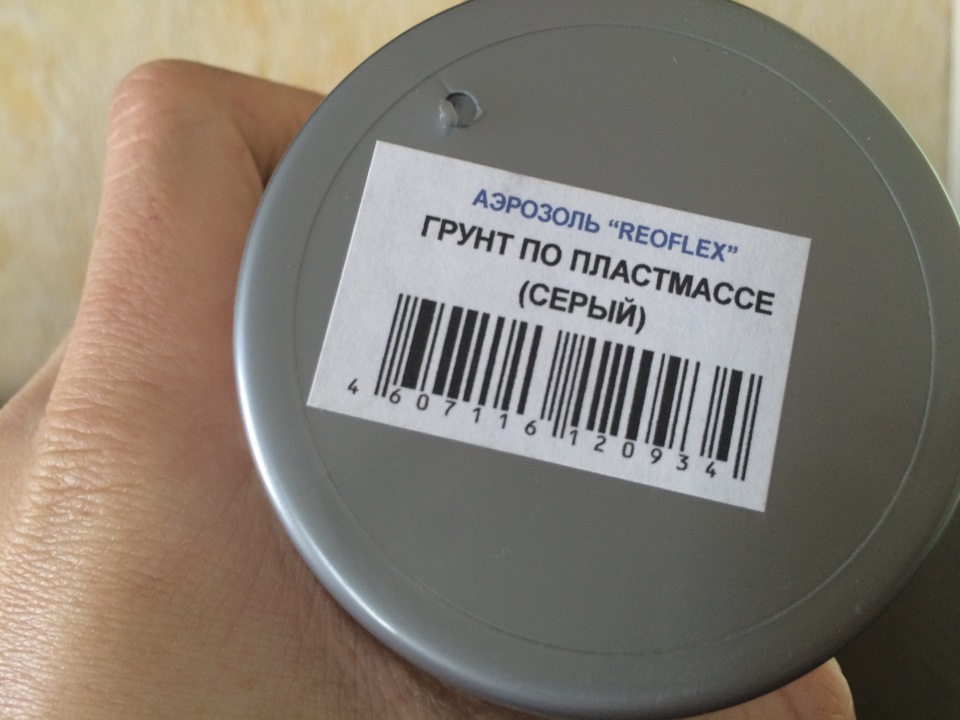 АЭРОЗОЛЬ “REOFLEX”
ГРУНТ ПО ПЛАСТМАССЕ
(СЕРЫЙ)
4 607116 120934